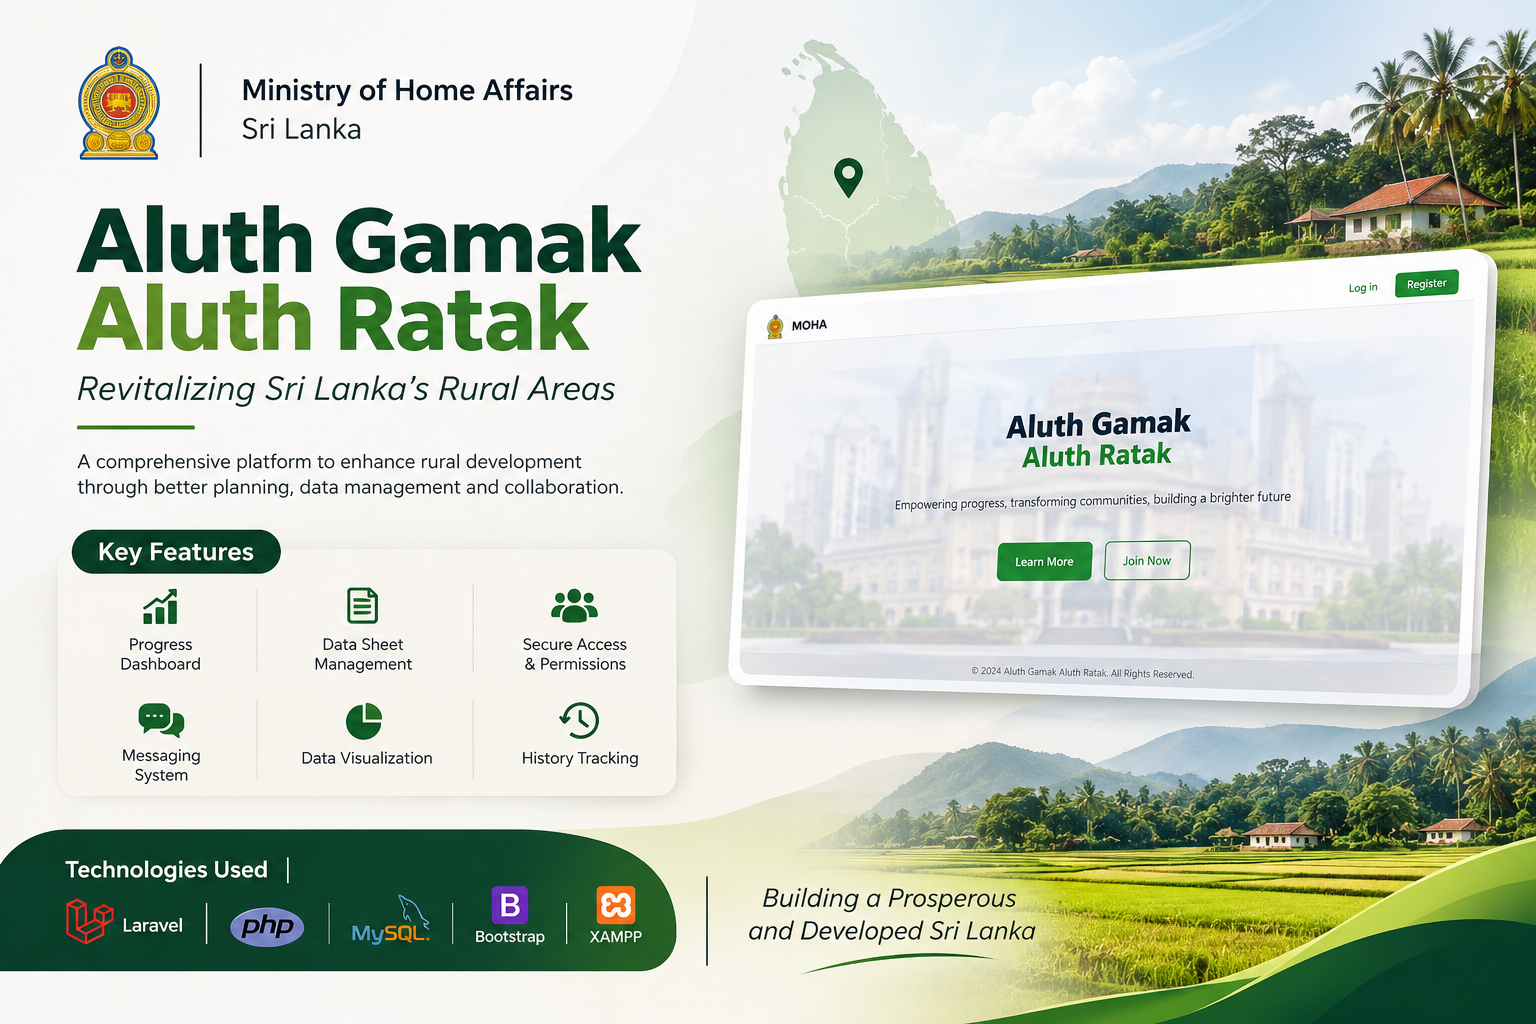 Ministry of Home Affairs
Sri Lanka
Aluth Gamak
Aluth Ratak
Revitalizing Sri Lanka's Rural Areas
A comprehensive platform to enhance rural development
through better planning, data management and collaboration.
Key Features
Progress
Dashboard
Data Sheet
Management
Secure Access
& Permissions
Messaging
System
Data Visualization
History Tracking
Technologies Used
Laravel
php
MySQL
B
Bootstrap
XAMPP
MOHA
Log in
Register
Aluth Gamak
Aluth Ratak
Empowering progress, transforming communities, building a brighter future
Learn More
Join Now
© 2024 Aluth Gamak Aluth Ratak. All Rights Reserved.
Building a Prosperous
and Developed Sri Lanka